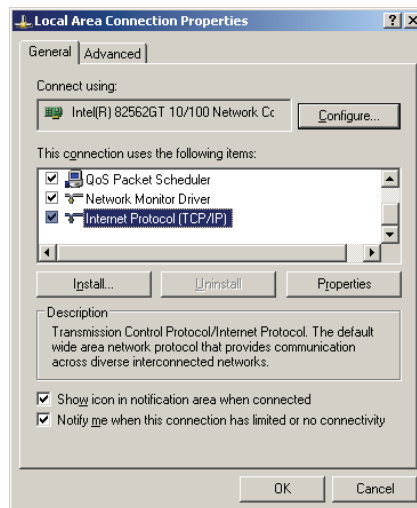 Local Area Connection Properties
General
Advanced
Connect using:
Intel(R) 82562GT 10/100 Network Cc
Configure...
This connection uses the following items:
QoS Packet Scheduler
Network Monitor Driver
Internet Protocol (TCP/IP)
Install...
Uninstall
Properties
Description
Transmission Control Protocol/Internet Protocol. The default
wide area network protocol that provides communication
across diverse interconnected networks.
Show icon in notification area when connected
Notify me when this connection has limited or no connectivity
OK
Cancel